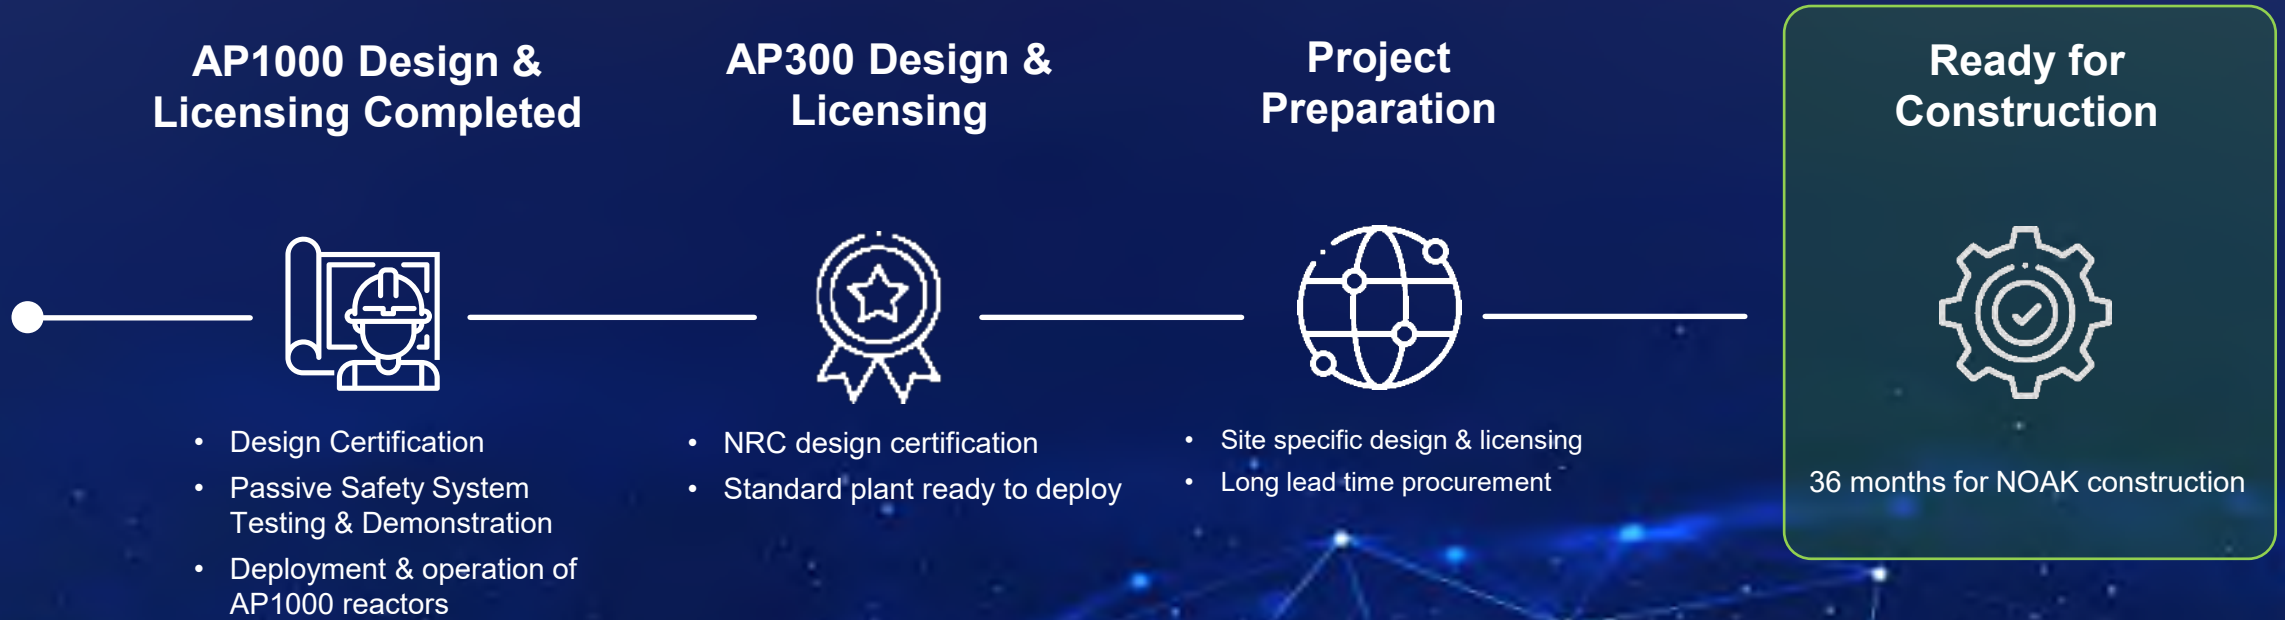 AP1000 Design &
Licensing Completed
• Design Certification
• Passive Safety System
Testing & Demonstration
• Deployment & operation of
AP1000 reactors
AP300 Design &
Licensing
• NRC design certification
• Standard plant ready to deploy
Project
Preparation
• Site specific design & licensing
• Long lead time procurement
Ready for
Construction
36 months for NOAK construction